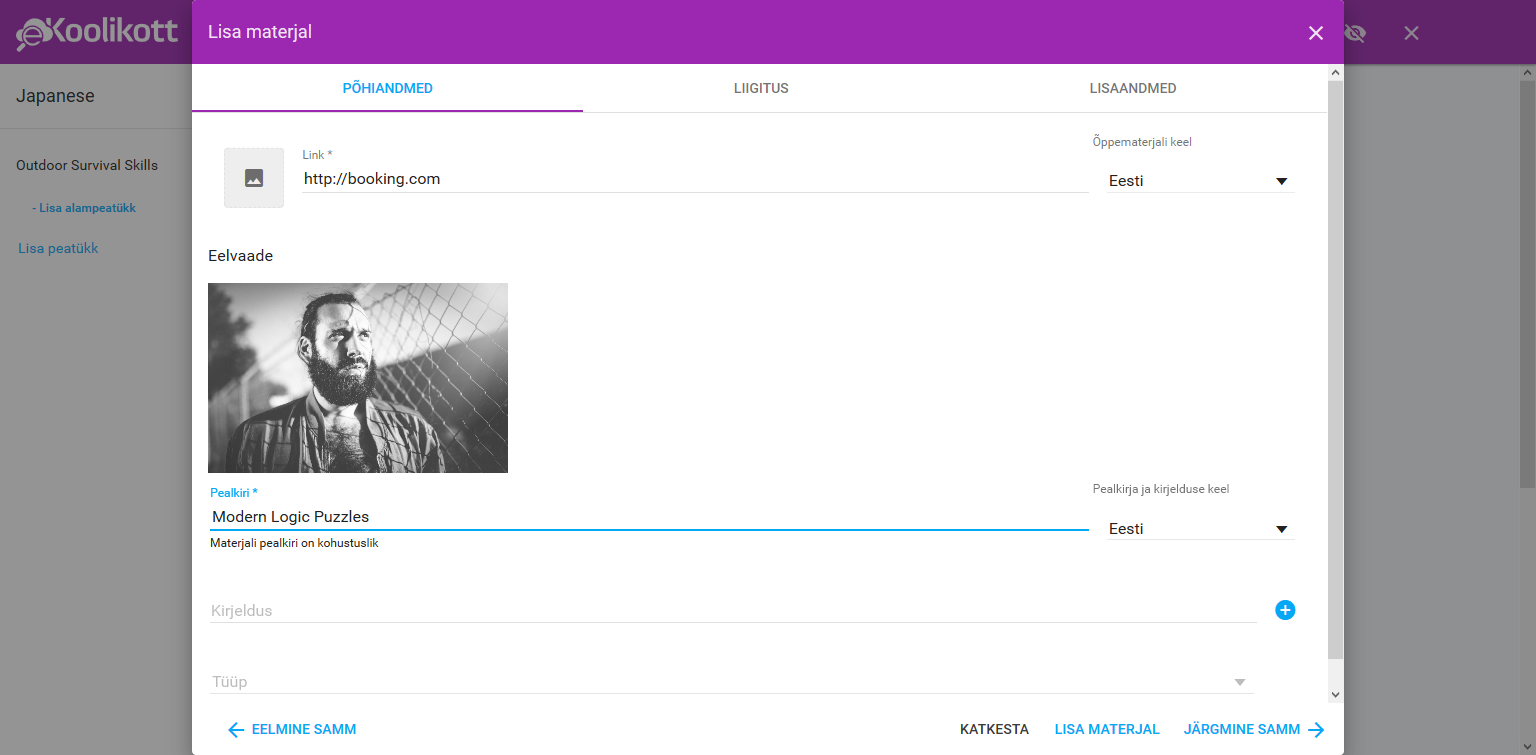 eKoolikott
Lisa materjal
Japanese
Outdoor Survival Skills
- Lisa alampeatükk
Lisa peatükk
PÕHIANDMED
LIIGITUS
LISAANDMED
Link *
http://booking.com
Õppematerjali keel
Eesti
Eelvaade
Pealkiri *
Modern Logic Puzzles
Materjali pealkiri on kohustuslik
Pealkirja ja kirjelduse keel
Eesti
Kirjeldus
Tüüp
EELMINE SAMM
KATKESTA
LISA MATERJAL
JÄRGMINE SAMM